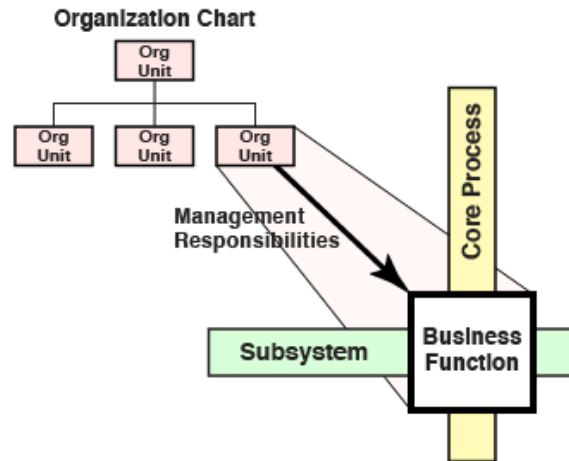 Organization Chart
Org
Unit
Org
Unit
Org
Unit
Org
Unit
Management
Responsibilities
Core Process
Subsystem
Business
Function